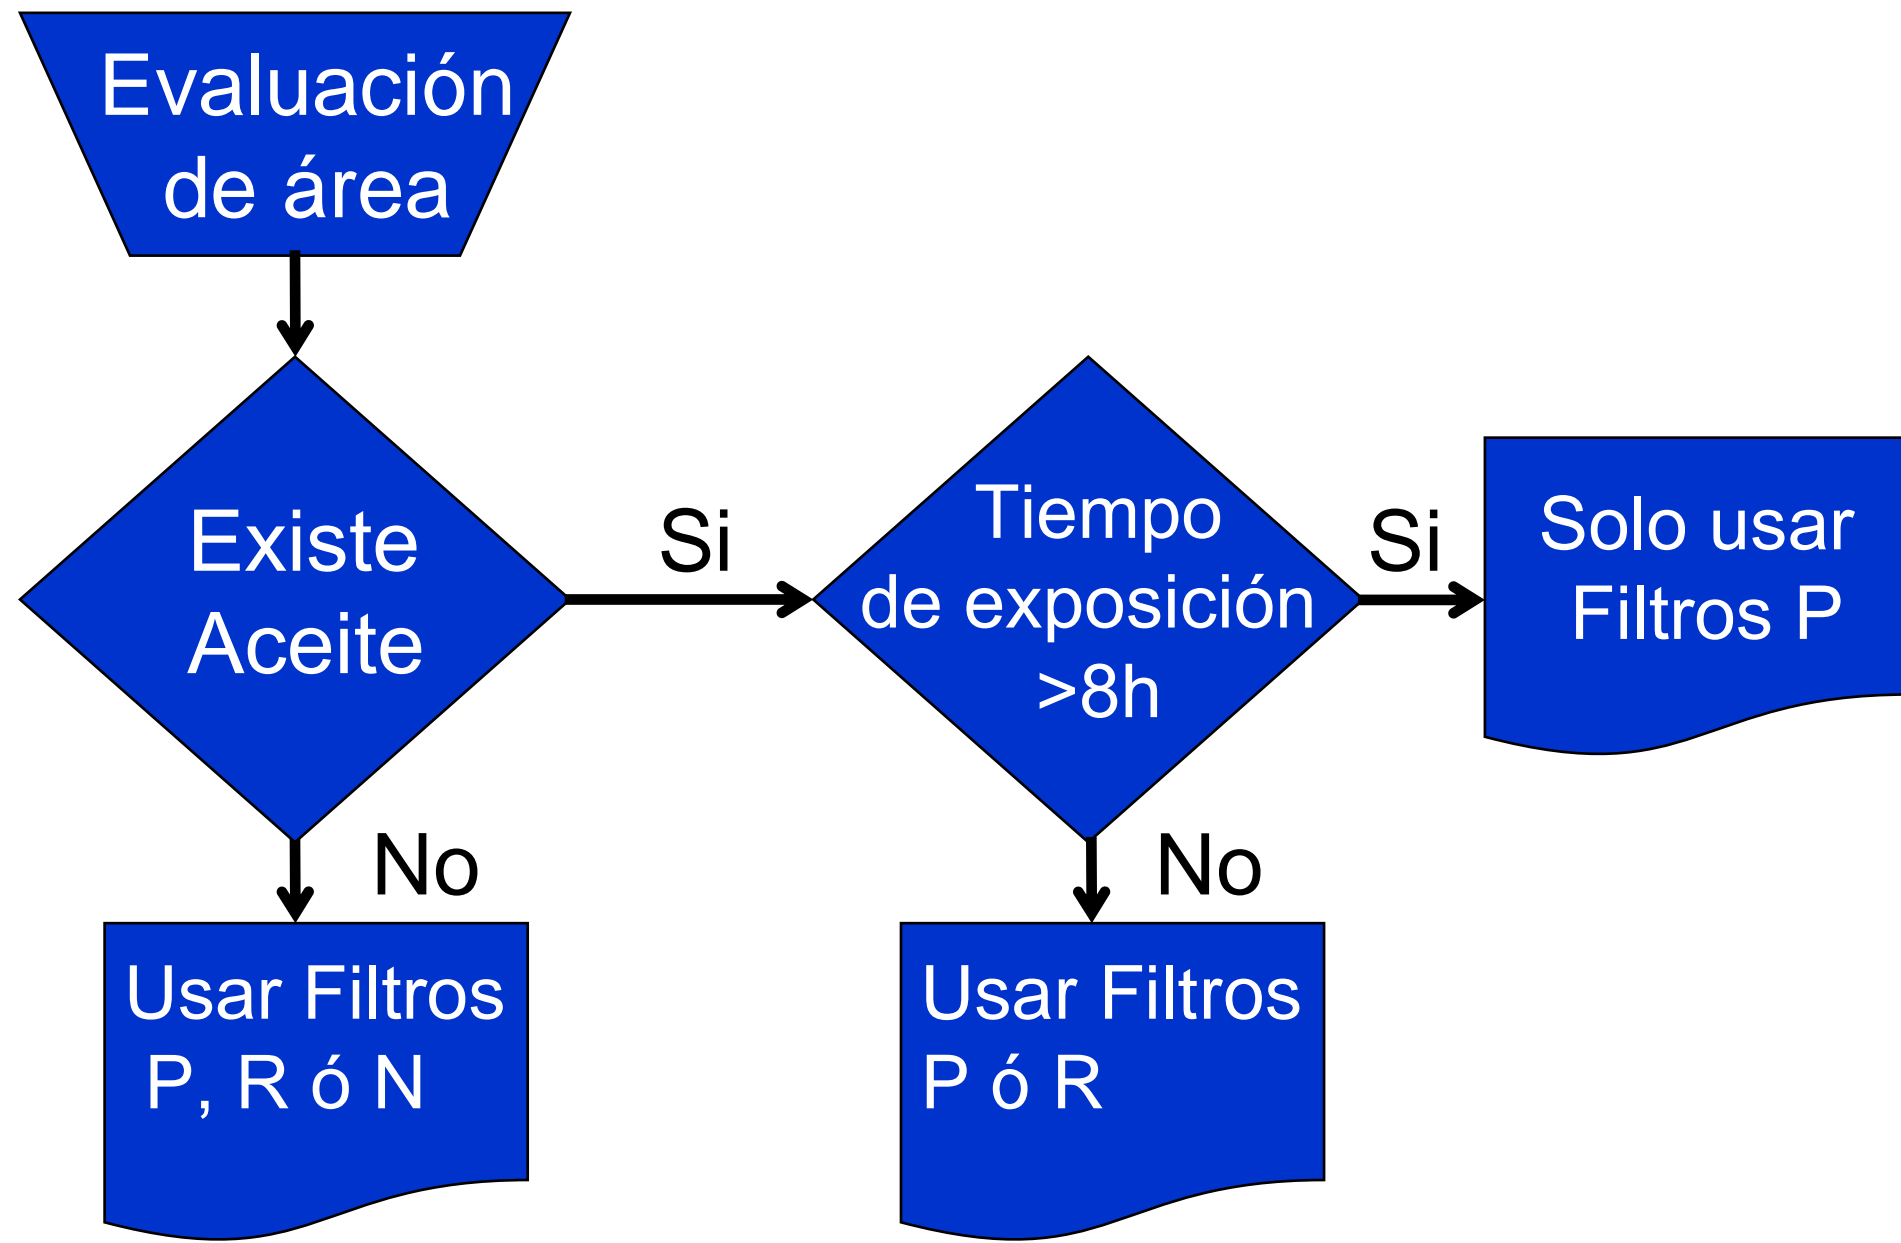 Evaluación
de área
Existe
Aceite
Si
Tiempo
de exposición
>8h
Si
Solo usar
Filtros P
No
No
Usar Filtros
P, R ó N
Usar Filtros
P ó R